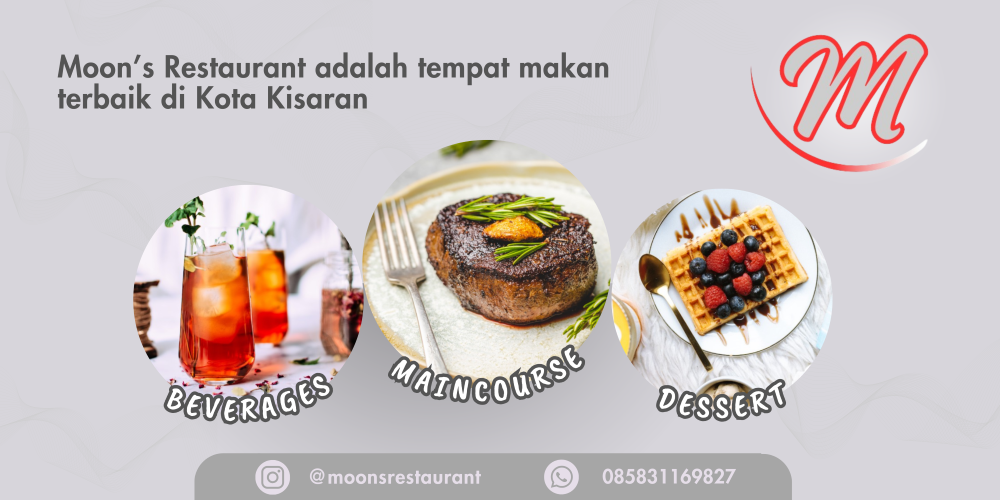 Moon's Restaurant adalah tempat makan
terbaik di Kota Kisaran
M
BEVERAGES
MAINCOURSE
DESSERT
@moonsrestaurant
085831169827